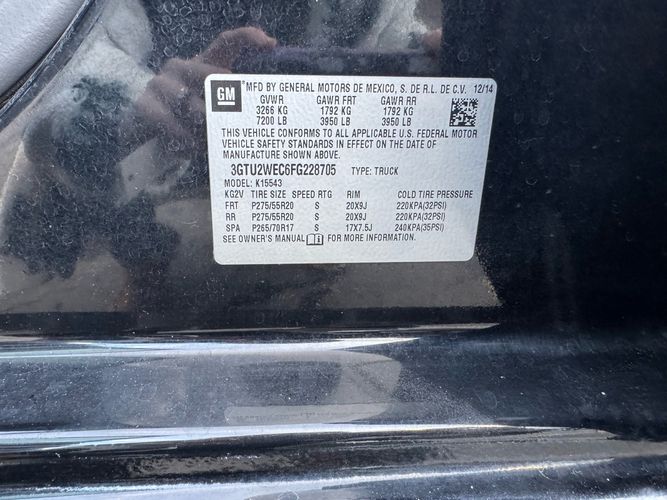 GM
MFD BY GENERAL MOTORS DE MEXICO, S. DE R.L. DE C.V. 12/14
GVWR GAWR FRT GAWR RR
3266 KG 1792 KG 1792 KG
7200 LB 3950 LB 3950 LB
THIS VEHICLE CONFORMS TO ALL APPLICABLE U.S. FEDERAL MOTOR
VEHICLE SAFETY STANDARDS IN EFFECT ON THE DATE OF
MANUFACTURE SHOWN ABOVE.
3GTU2WEC6FG228705 TYPE: TRUCK
MODEL: K15543
KG2V TIRE SIZE SPEED RTG RIM COLD TIRE PRESSURE
FRT P275/55R20 S 20X9J 220KPA(32PSI)
RR P275/55R20 S 20X9J 220KPA(32PSI)
SPA P265/70R17 S 17X7.5J 240KPA(35PSI)
SEE OWNER'S MANUAL FOR MORE INFORMATION.